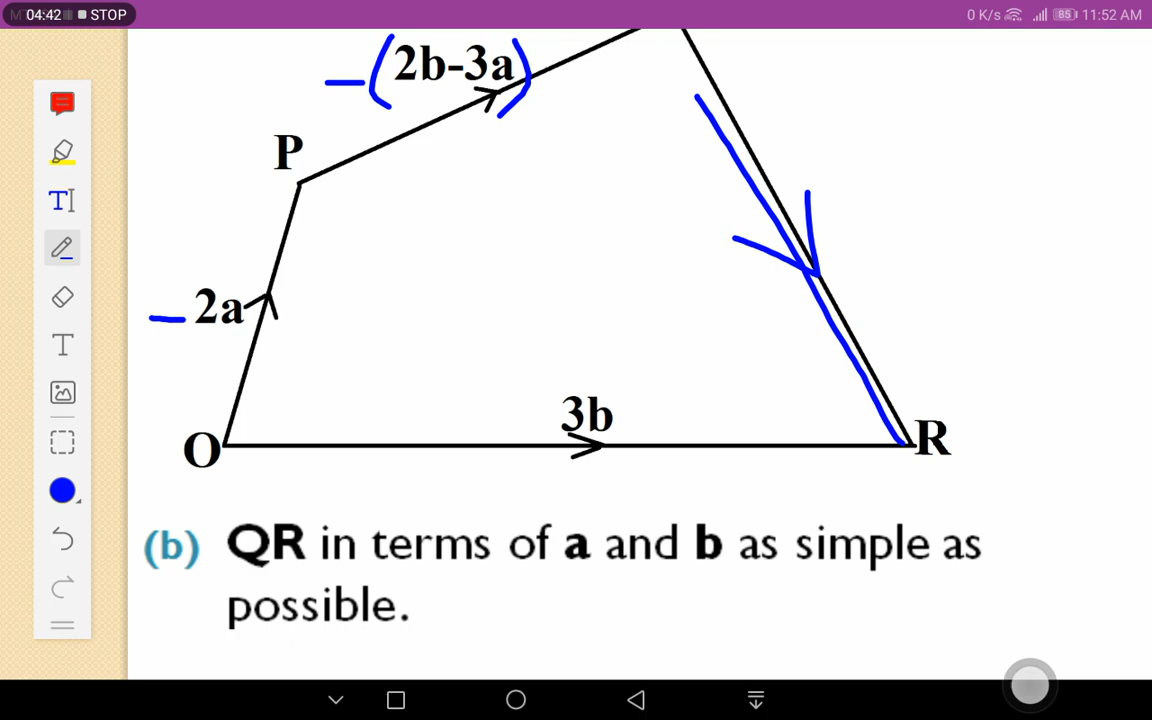 04:42 STOP
0 K/s 85 11:52 AM
–(2b-3a)
P
–2a
3b
O
R
(b) QR in terms of a and b as simple as
possible.